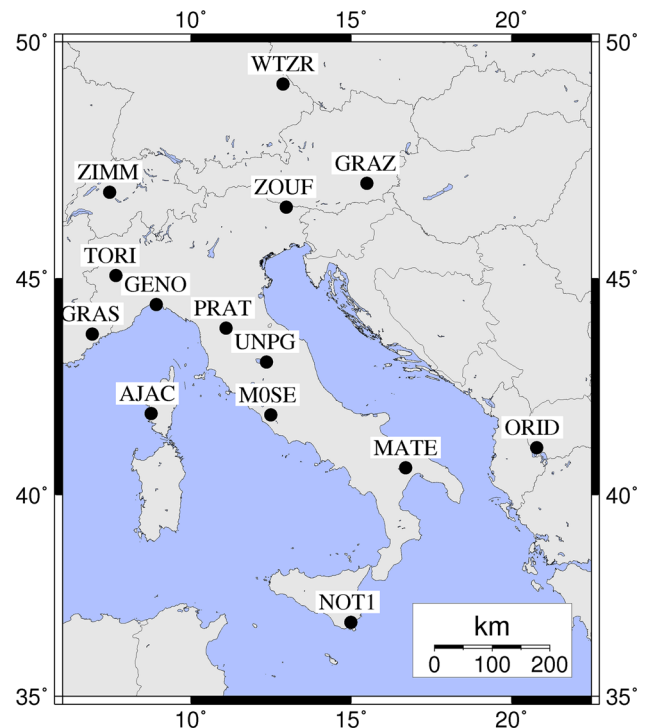 10˚ 15˚ 20˚
50˚
WTZR
GRAZ
ZIMM
ZOUF
TORI
45˚ 45˚
GENO
PRAT
GRAS
UNPG
AJAC
M0SE
ORID
MATE
40˚ 40˚
NOT1
km
0 100 200
35˚ 35˚
10˚ 15˚ 20˚